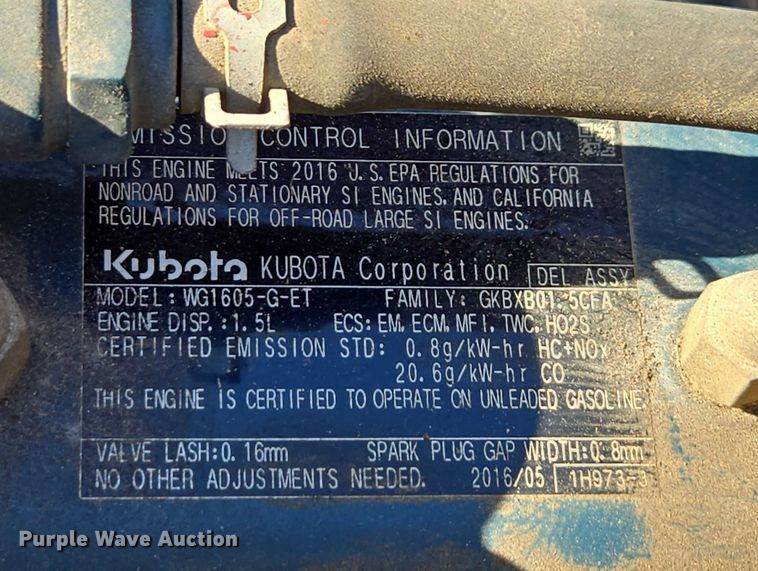 MISSION CONTROL INFORMATION
THIS ENGINE MEETS 2016 U.S. EPA REGULATIONS FOR
NONROAD AND STATIONARY SI ENGINES, AND CALIFORNIA
REGULATIONS FOR OFF-ROAD LARGE SI ENGINES.
Kubota KUBOTA Corporation DEL ASSY
MODEL: WG1605-G-ET FAMILY: GKBXB01.5CFA
ENGINE DISP.: 1.5L ECS: EM, ECM, MFI, TWC, HO2S
CERTIFIED EMISSION STD: 0.8g/kW-hr HC+NOx
20.6g/kW-hr CO
THIS ENGINE IS CERTIFIED TO OPERATE ON UNLEADED GASOLINE.
VALVE LASH:0.16mm SPARK PLUG GAP WIDTH:0.8mm
NO OTHER ADJUSTMENTS NEEDED. 2016/05 1H973-3
Purple Wave Auction